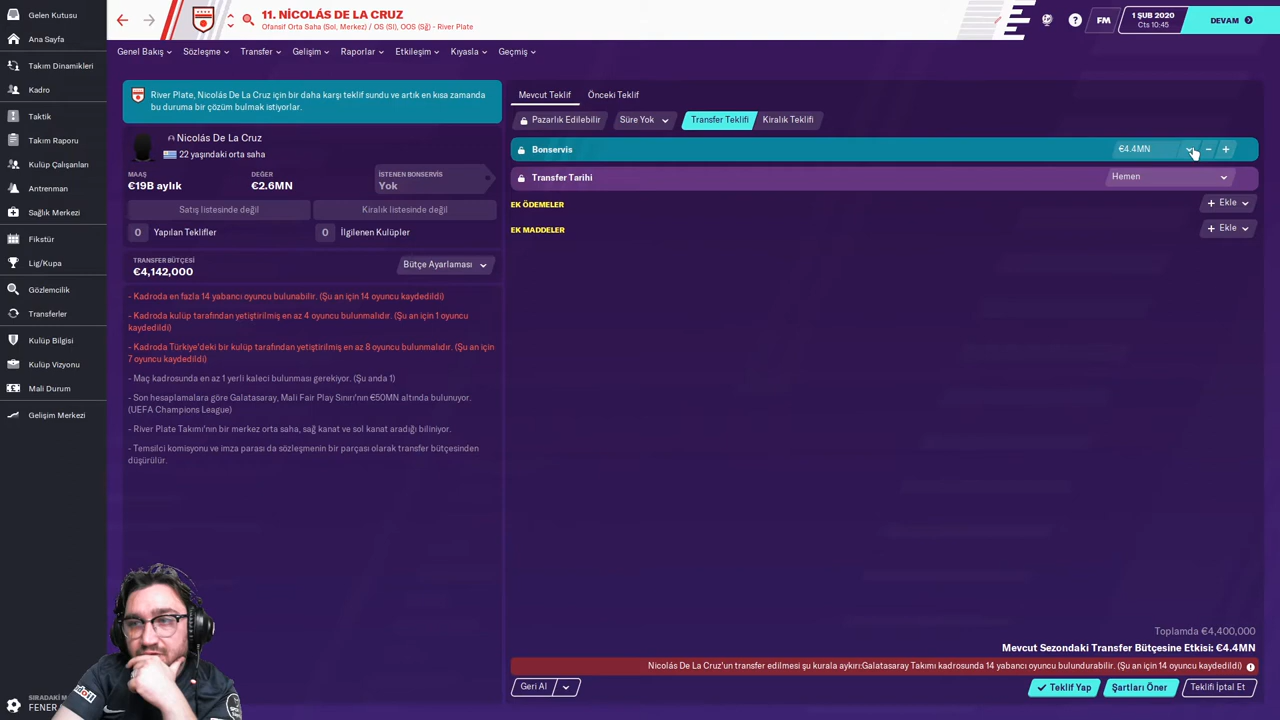 Gelen Kutusu
Ana Sayfa
Takım Dinamikleri
Kadro
Taktik
Takım Raporu
Kulüp Çalışanları
Antrenman
Sağlık Merkezi
Fikstür
Lig/Kupa
Gözlemcilik
Transferler
Kulüp Bilgisi
Kulüp Vizyonu
Mali Durum
Gelişim Merkezi
SIRADAKİ M
FENER
11. NİCOLÁS DE LA CRUZ
Ofansif Orta Saha (Sol, Merkez) / OS (Sl), OOS (Sğ) - River Plate
FM
1 ŞUB 2020
Cts 10:45
DEVAM
Genel Bakış
Sözleşme
Transfer
Gelişim
Raporlar
Etkileşim
Kıyasla
Geçmiş
River Plate, Nicolás De La Cruz için bir daha karşı teklif sundu ve artık en kısa zamanda
bu duruma bir çözüm bulmak istiyorlar.
Nicolás De La Cruz
22 yaşındaki orta saha
MAAŞ
€19B aylık
DEĞER
€2.6MN
İSTENEN BONSERVİS
Yok
Satış listesinde değil
Kiralık listesinde değil
0 Yapılan Teklifler
0 İlgilenen Kulüpler
TRANSFER BÜTÇESİ
€4,142,000
Bütçe Ayarlaması
- Kadroda en fazla 14 yabancı oyuncu bulunabilir. (Şu an için 14 oyuncu kaydedildi)
- Kadroda kulüp tarafından yetiştirilmiş en az 4 oyuncu bulunmalıdır. (Şu an için 1 oyuncu
kaydedildi)
- Kadroda Türkiye'deki bir kulüp tarafından yetiştirilmiş en az 8 oyuncu bulunmalıdır. (Şu an için
7 oyuncu kaydedildi)
- Maç kadrosunda en az 1 yerli kaleci bulunması gerekiyor. (Şu anda 1)
- Son hesaplamalara göre Galatasaray, Mali Fair Play Sınırı'nın €50MN altında bulunuyor.
(UEFA Champions League)
- River Plate Takımı'nın bir merkez orta saha, sağ kanat ve sol kanat aradığı biliniyor.
- Temsilci komisyonu ve imza parası da sözleşmenin bir parçası olarak transfer bütçesinden
düşürülür.
Mevcut Teklif
Önceki Teklif
Pazarlık Edilebilir
Süre Yok
Transfer Teklifi
Kiralık Teklifi
Bonservis
€4.4MN
Transfer Tarihi
Hemen
EK ÖDEMELER
+ Ekle
EK MADDELER
+ Ekle
Toplamda €4,400,000
Mevcut Sezondaki Transfer Bütçesine Etkisi: €4.4MN
Nicolás De La Cruz'un transfer edilmesi şu kurala aykırı:Galatasaray Takımı kadrosunda 14 yabancı oyuncu bulundurabilir. (Şu an için 14 oyuncu kaydedildi)
Geri Al
Teklif Yap
Şartları Öner
Teklifi İptal Et